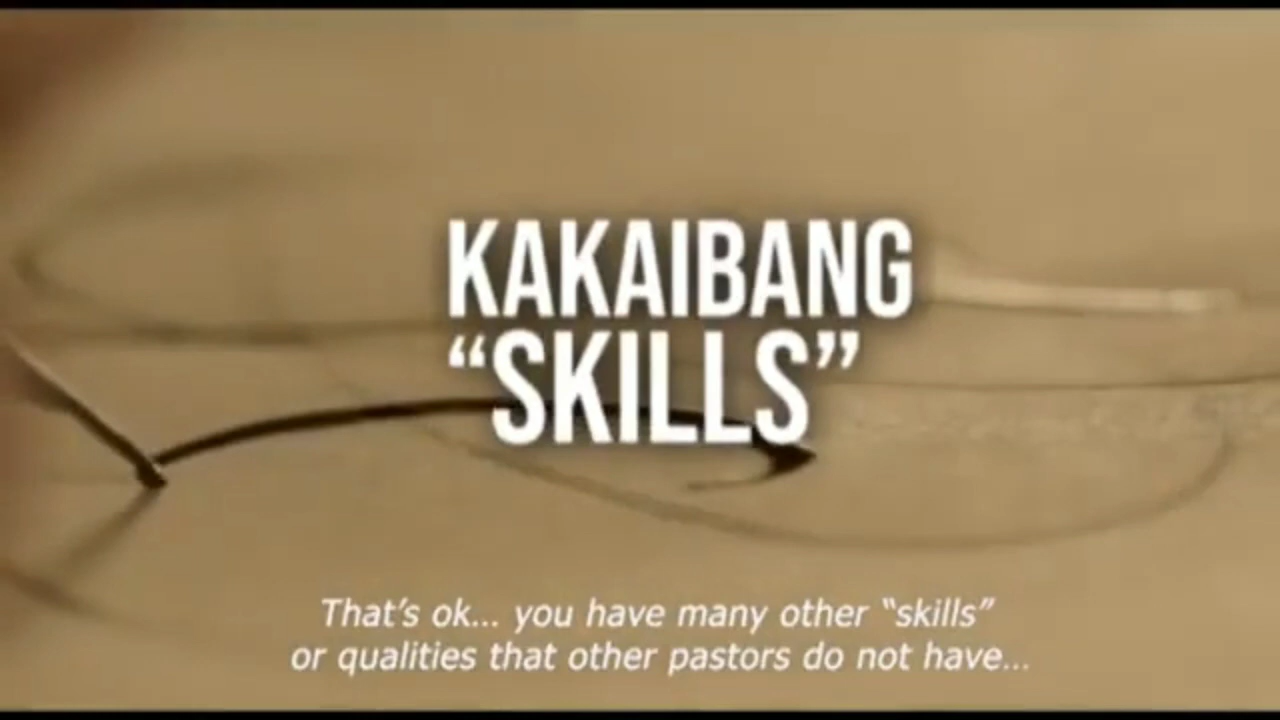 KAKAIBANG
“SKILLS”
That's ok... you have many other “skills”
or qualities that other pastors do not have...